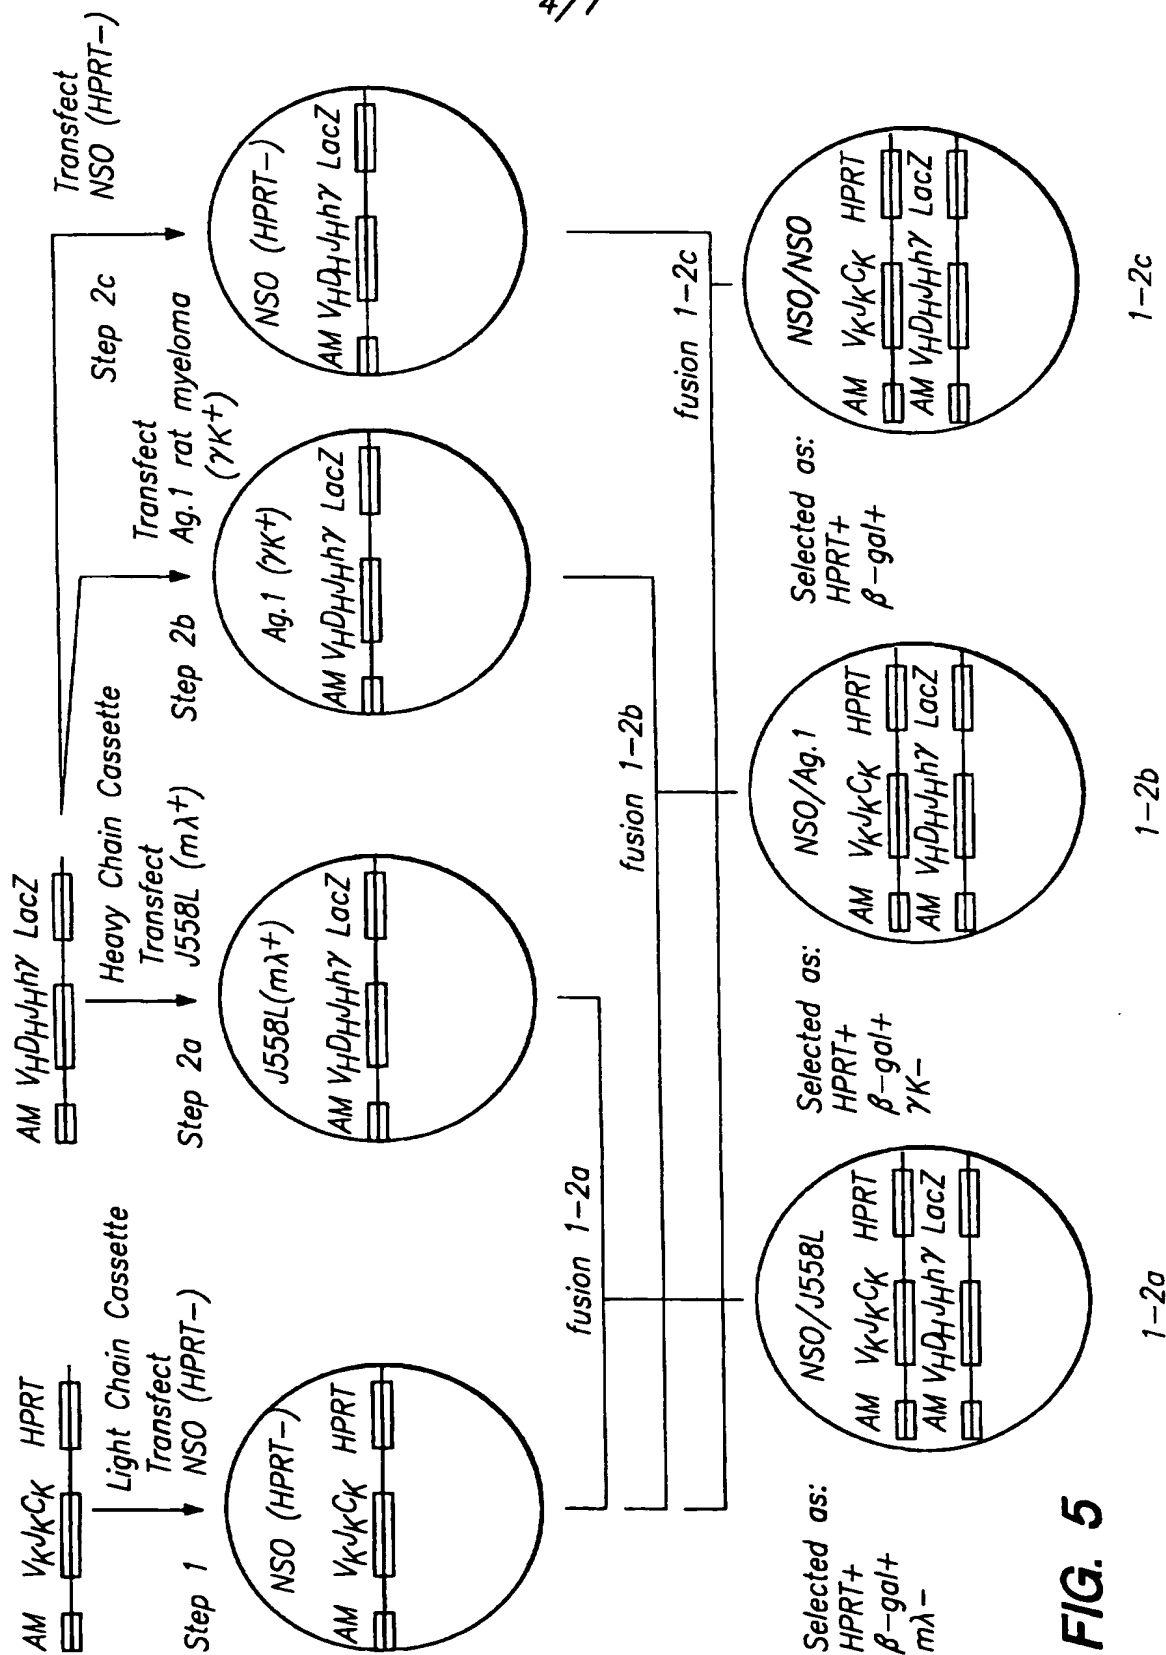 4/7
AM VKJKCK HPRT
Light Chain Cassette
Transfect
NSO (HPRT-)
Step 1
NSO (HPRT-)
AM VKJKCK HPRT
AM VHDHJHhγ LacZ
Heavy Chain Cassette
Transfect
J558L (mλ+)
Step 2a
J558L(mλ+)
AM VHDHJHhγ LacZ
Transfect
Ag.1 rat myeloma
(γK+)
Step 2b
Ag.1 (γK+)
AM VHDHJHhγ LacZ
Transfect
NSO (HPRT-)
Step 2c
NSO (HPRT-)
AM VHDHJHhγ LacZ
fusion 1-2a
fusion 1-2b
fusion 1-2c
Selected as:
HPRT+
β-gal+
mλ-
NSO/J558L
AM VKJKCK HPRT
AM VHDHJHhγ LacZ
1-2a
Selected as:
HPRT+
β-gal+
γK-
NSO/Ag.1
AM VKJKCK HPRT
AM VHDHJHhγ LacZ
1-2b
Selected as:
HPRT+
β-gal+
NSO/NSO
AM VKJKCK HPRT
AM VHDHJHhγ LacZ
1-2c
FIG. 5